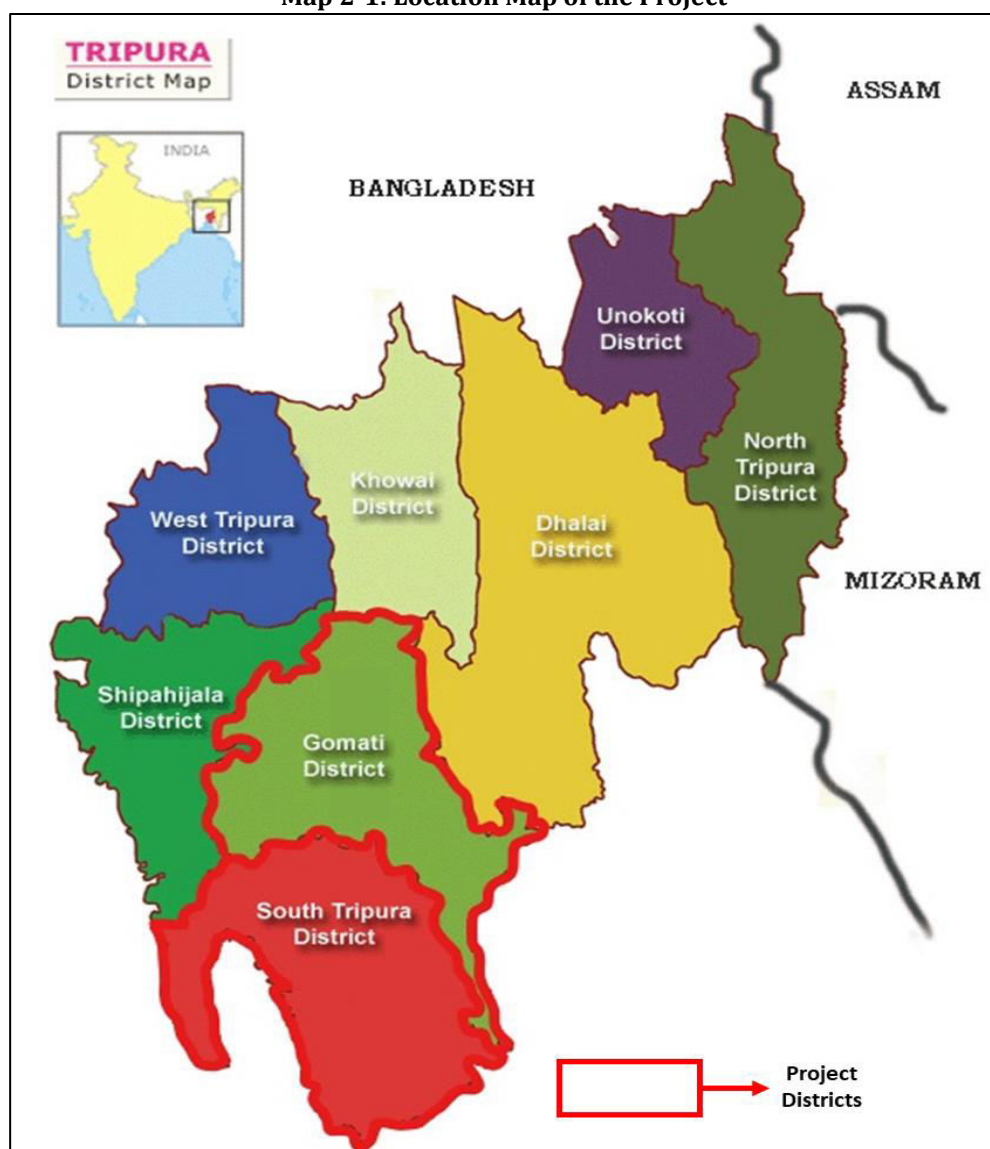 Map 2-1: Location Map of the Project
TRIPURA
District Map
INDIA
ASSAM
BANGLADESH
Unokoti
District
North
Tripura
District
Khowai
District
West Tripura
District
Dhalai
District
MIZORAM
Shipahijala
District
Gomati
District
South Tripura
District
Project
Districts